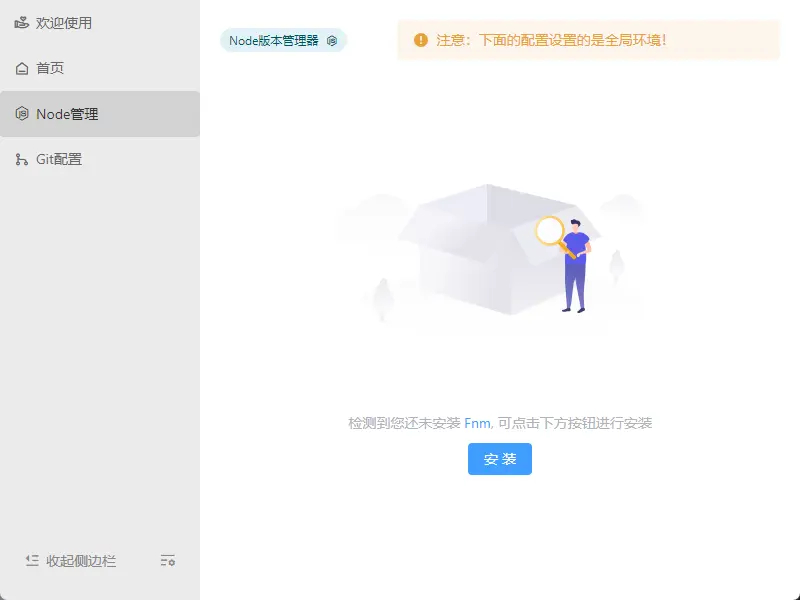 欢迎使用
首页
Node管理
Git配置
收起侧边栏
Node版本管理器
注意：下面的配置设置的是全局环境！
检测到您还未安装 Fnm, 可点击下方按钮进行安装
安装